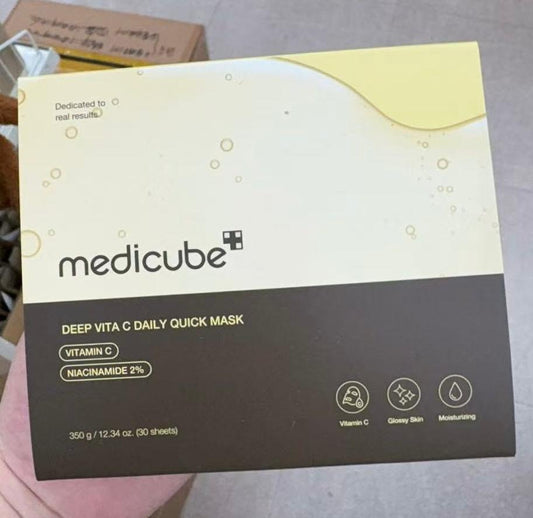 Dedicated to
real results.
medicube
DEEP VITA C DAILY QUICK MASK
VITAMIN C
NIACINAMIDE 2%
350 g / 12.34 oz. (30 sheets)
Vitamin C
Glossy Skin
Moisturizing